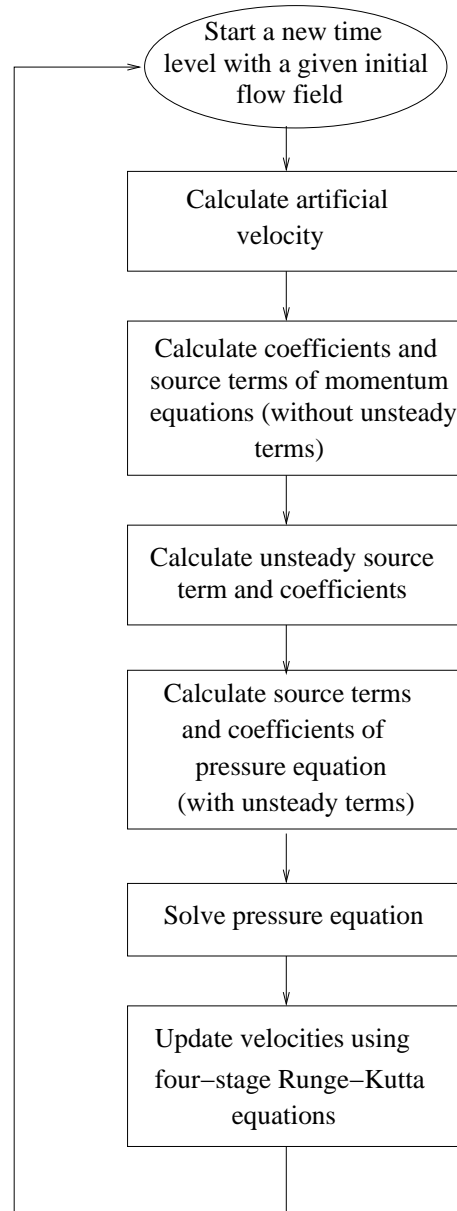 Start a new time
level with a given initial
flow field
Calculate artificial
velocity
Calculate coefficients and
source terms of momentum
equations (without unsteady
terms)
Calculate unsteady source
term and coefficients
Calculate source terms
and coefficients of
pressure equation
(with unsteady terms)
Solve pressure equation
Update velocities using
four−stage Runge−Kutta
equations